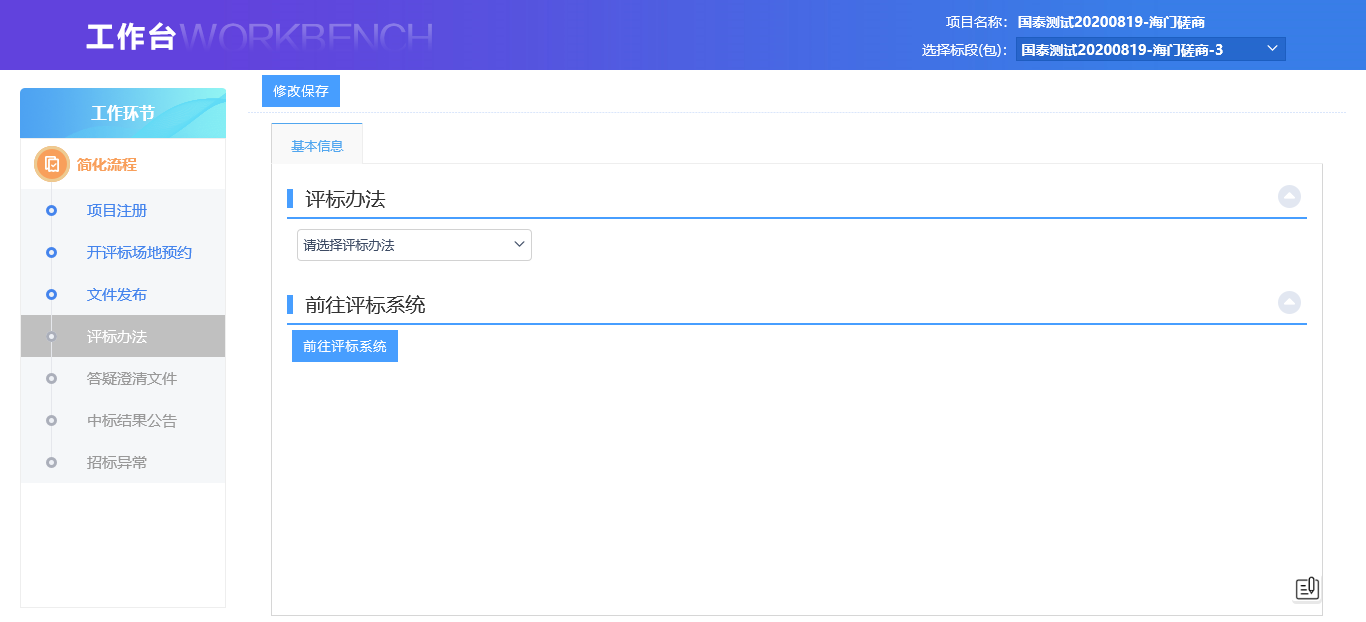 工作台WORKBENCH
项目名称： 国泰测试20200819-海门磋商
选择标段(包)： 国泰测试20200819-海门磋商-3
工作环节
简化流程
项目注册
开评标场地预约
文件发布
评标办法
答疑澄清文件
中标结果公告
招标异常
修改保存
基本信息
评标办法
请选择评标办法
前往评标系统
前往评标系统